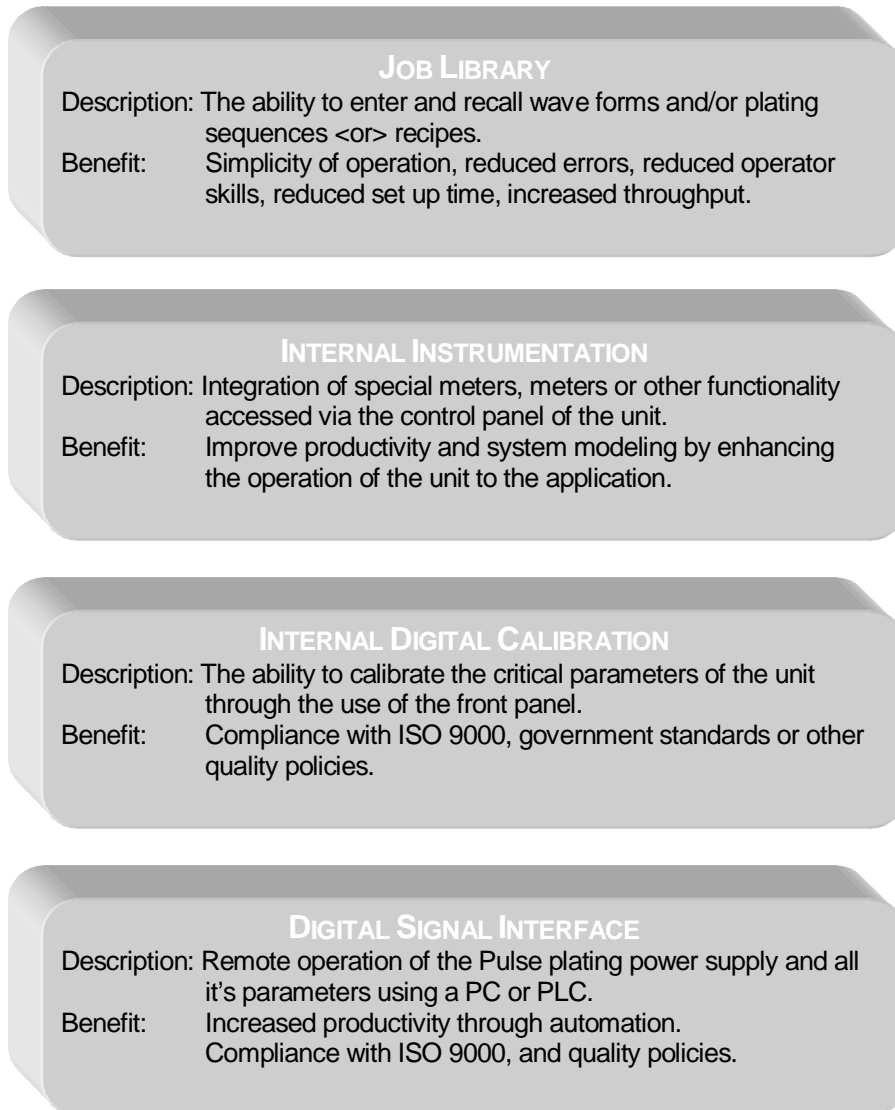 JOB LIBRARY
Description: The ability to enter and recall wave forms and/or plating
sequences <or> recipes.
Benefit: Simplicity of operation, reduced errors, reduced operator
skills, reduced set up time, increased throughput.
INTERNAL INSTRUMENTATION
Description: Integration of special meters, meters or other functionality
accessed via the control panel of the unit.
Benefit: Improve productivity and system modeling by enhancing
the operation of the unit to the application.
INTERNAL DIGITAL CALIBRATION
Description: The ability to calibrate the critical parameters of the unit
through the use of the front panel.
Benefit: Compliance with ISO 9000, government standards or other
quality policies.
DIGITAL SIGNAL INTERFACE
Description: Remote operation of the Pulse plating power supply and all
it's parameters using a PC or PLC.
Benefit: Increased productivity through automation.
Compliance with ISO 9000, and quality policies.